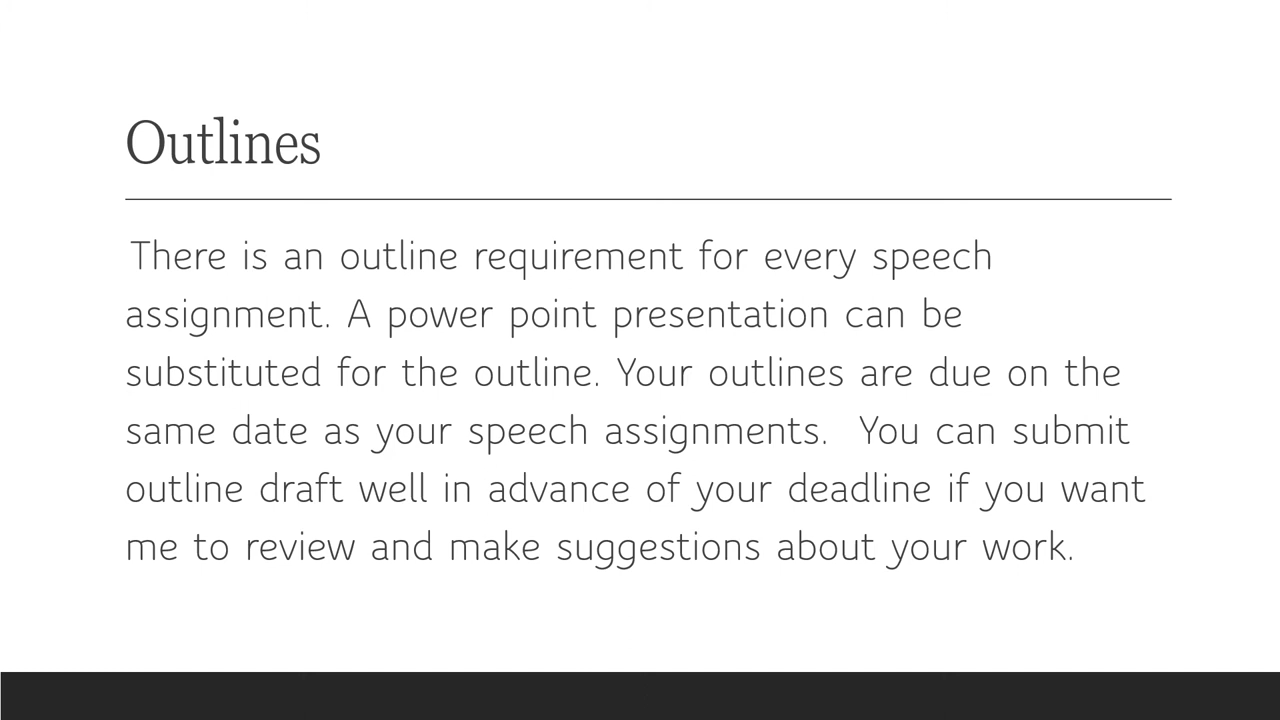 Outlines
There is an outline requirement for every speech
assignment. A power point presentation can be
substituted for the outline. Your outlines are due on the
same date as your speech assignments.  You can submit
outline draft well in advance of your deadline if you want
me to review and make suggestions about your work.